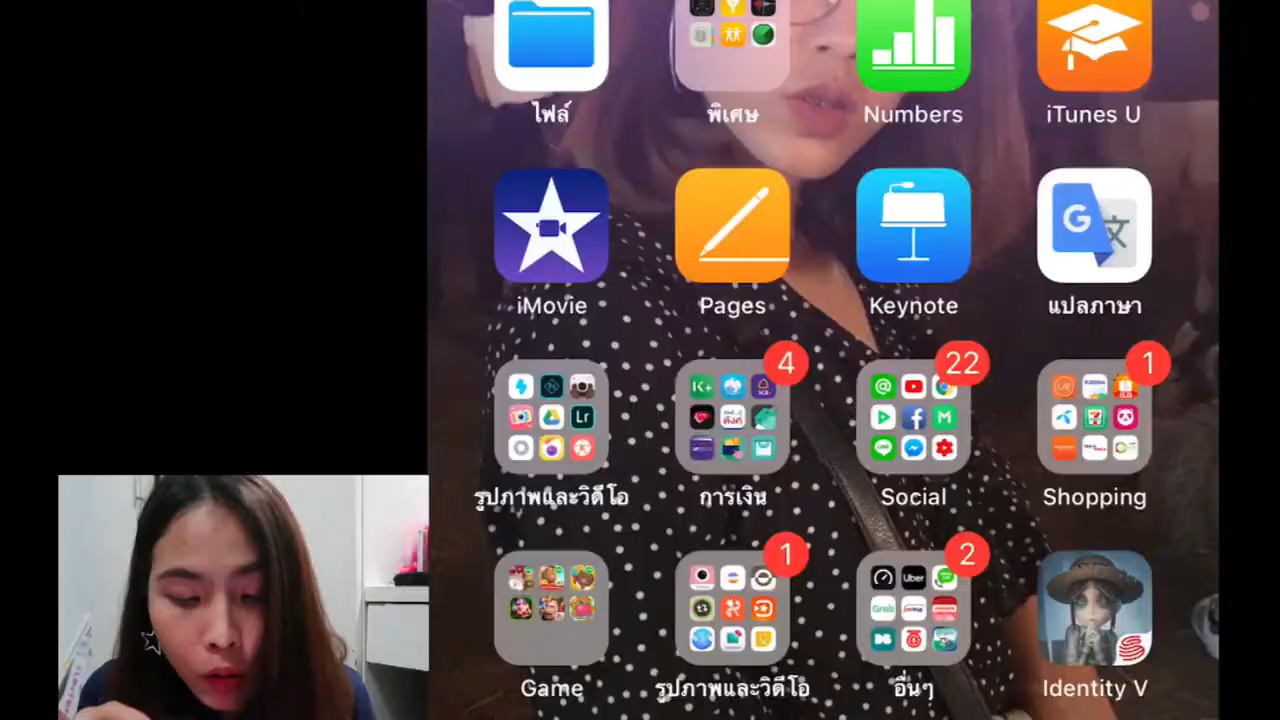 ไฟล์
พิเศษ
Numbers
iTunes U
iMovie
Pages
Keynote
แปลภาษา
4
22
1
รูปภาพและวิดีโอ
การเงิน
Social
Shopping
1
2
Game
รูปภาพและวิดีโอ
อื่นๆ
Identity V